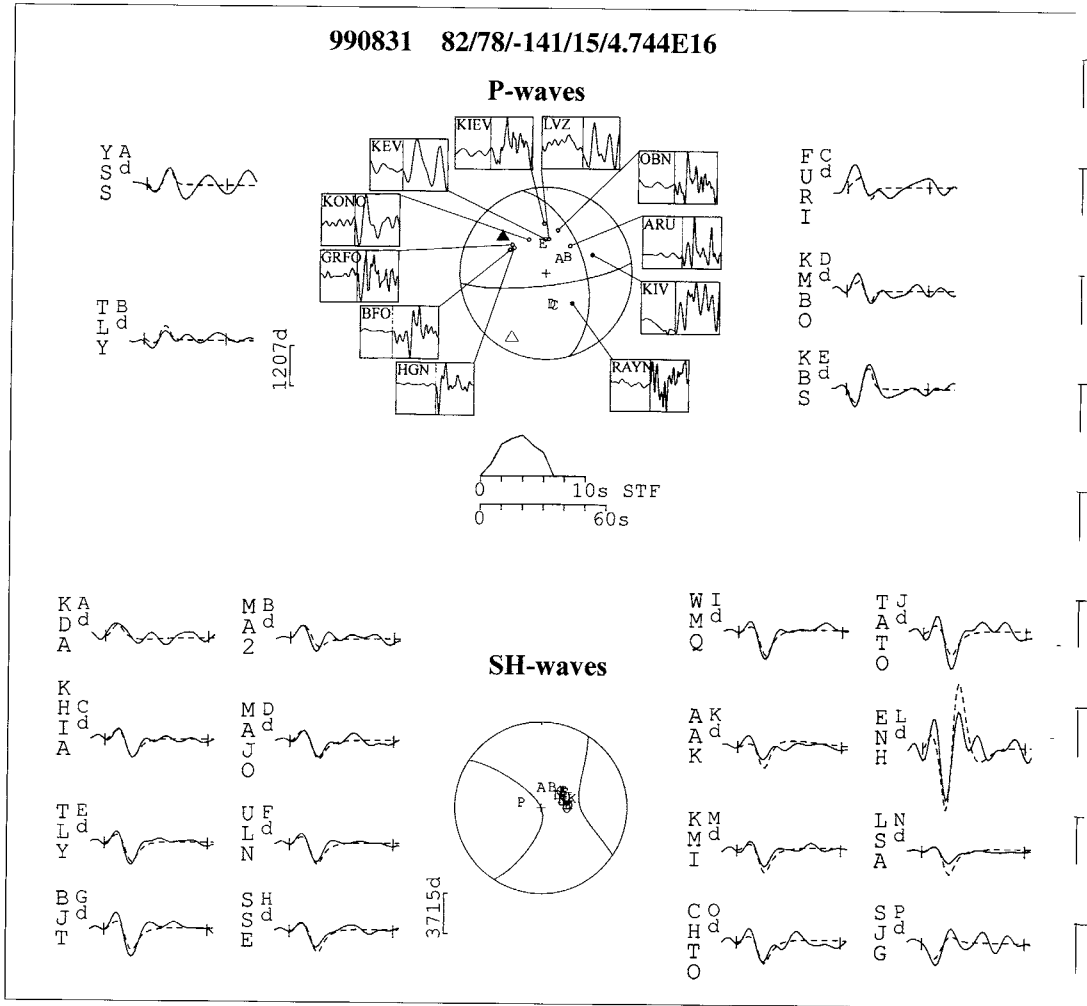 990831 82/78/-141/15/4.744E16
P-waves
KIEV
LVZ
KEV
OBN
KONO
ARU
GRFO
KIV
BFO
HGN
RAYN
E
A B
D C
YSS A d
TLY B d
1207d
FURI C d
KMBO D d
KBS E d
0 10s STF
0 60s
SH-waves
KDA A d
MA2 B d
KHIA C d
MAJO D d
TLY E d
ULN F d
BJT G d
SSE H d
3715d
P A B
K
WMQ I d
TATO J d
AAK K d
ENH L d
KMI M d
LSA N d
CHTO O d
SJG P d